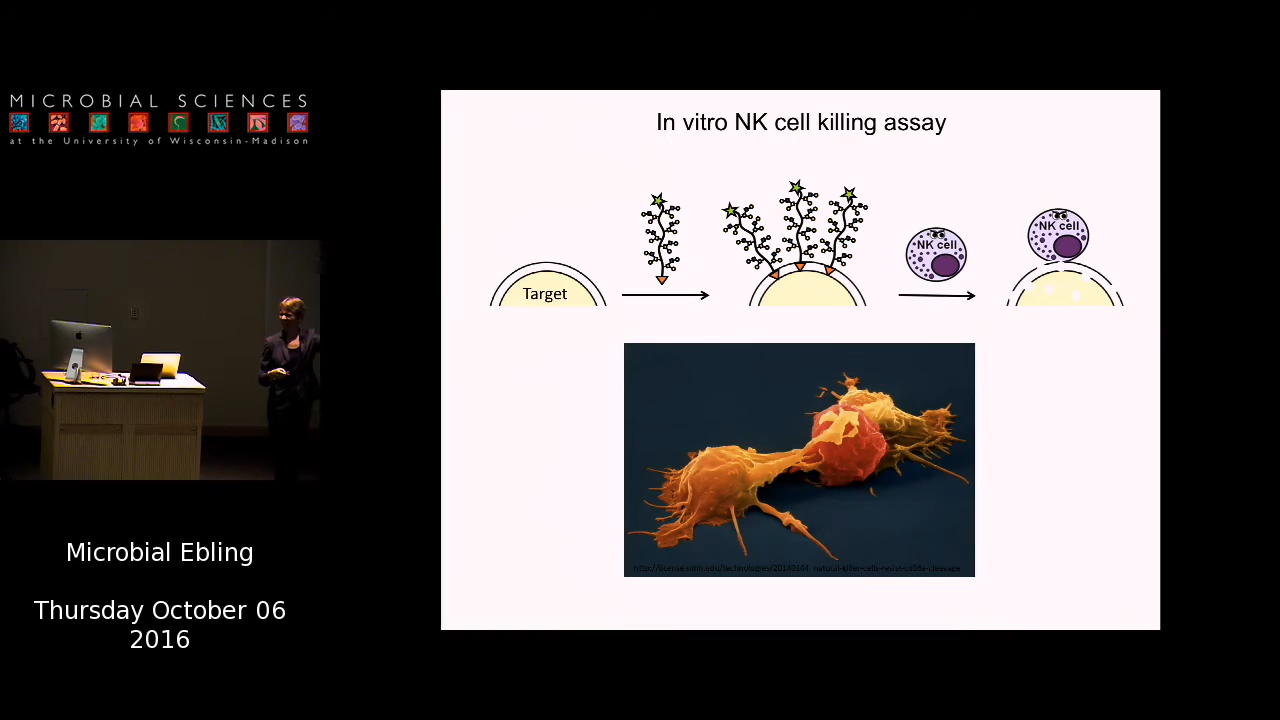 MICROBIAL SCIENCES
at the University of Wisconsin-Madison
In vitro NK cell killing assay
Target
NK cell
NK cell
Microbial Ebling
Thursday October 06
2016